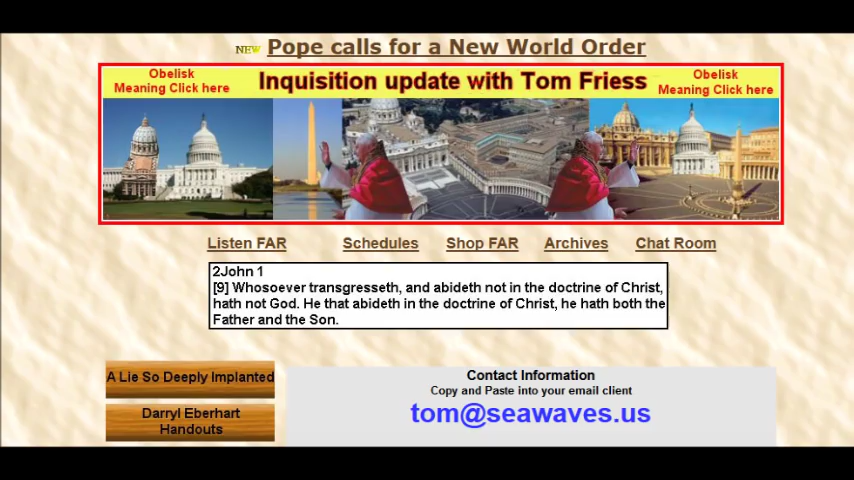 NEW Pope calls for a New World Order
Obelisk
Meaning Click here
Inquisition update with Tom Friess
Obelisk
Meaning Click here
Listen FAR Schedules Shop FAR Archives Chat Room
2John 1
[9] Whosoever transgresseth, and abideth not in the doctrine of Christ,
hath not God. He that abideth in the doctrine of Christ, he hath both the
Father and the Son.
A Lie So Deeply Implanted
Darryl Eberhart
Handouts
Contact Information
Copy and Paste into your email client
tom@seawaves.us